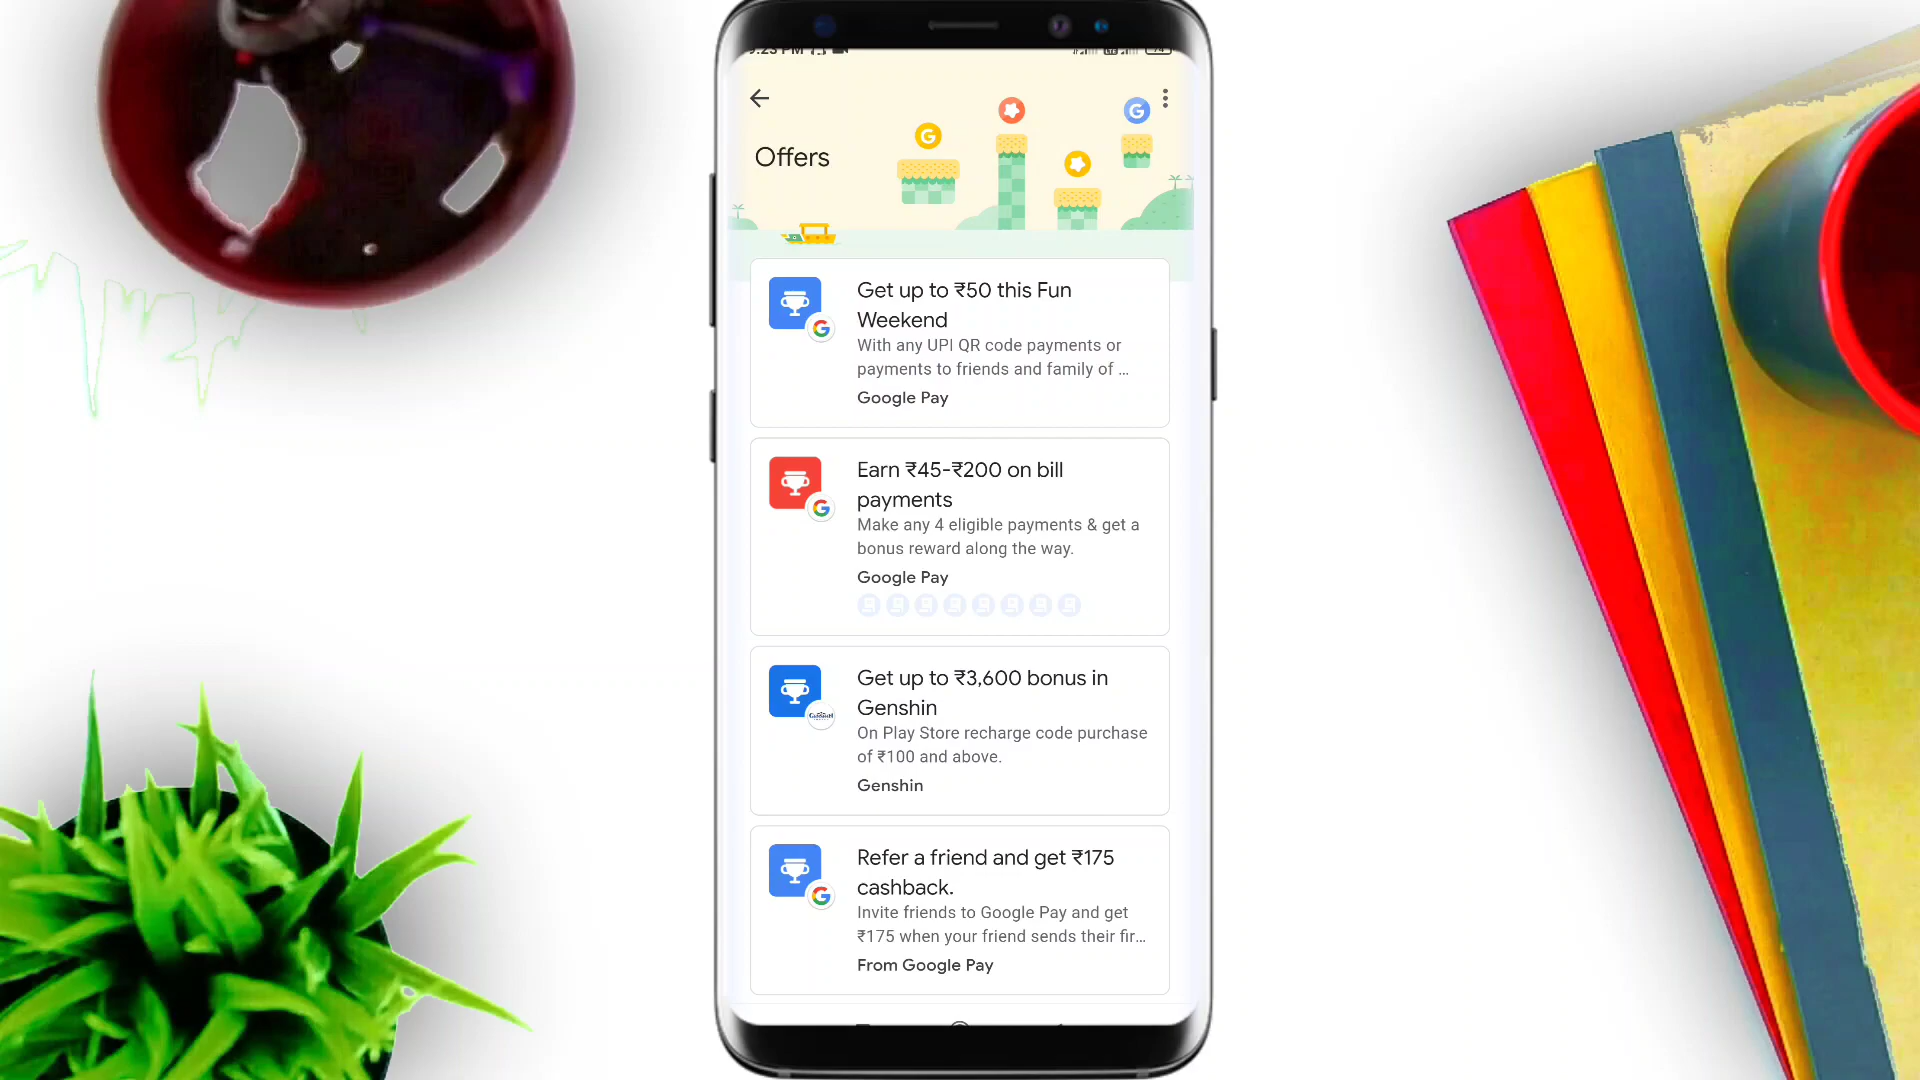 Offers
Get up to ₹50 this Fun
Weekend
With any UPI QR code payments or
payments to friends and family of ...
Google Pay
Earn ₹45-₹200 on bill
payments
Make any 4 eligible payments & get a
bonus reward along the way.
Google Pay
Get up to ₹3,600 bonus in
Genshin
On Play Store recharge code purchase
of ₹100 and above.
Genshin
Refer a friend and get ₹175
cashback.
Invite friends to Google Pay and get
₹175 when your friend sends their fir...
From Google Pay